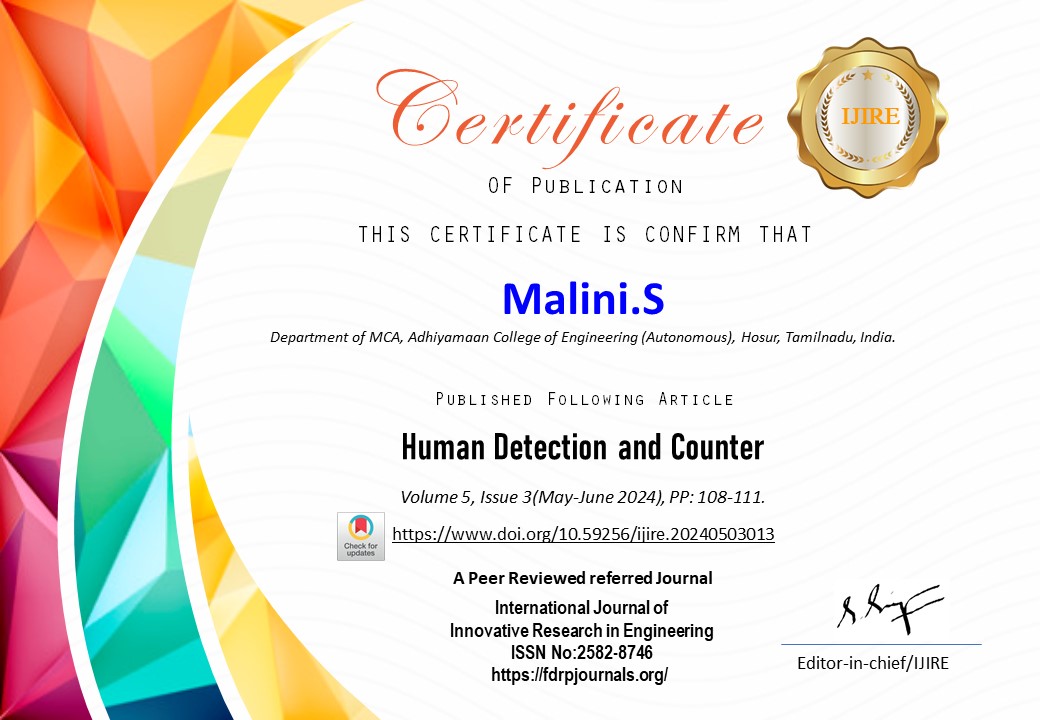 Certificate
IJIRE
OF PUBLICATION
THIS CERTIFICATE IS CONFIRM THAT
Malini.S
Department of MCA, Adhiyamaan College of Engineering (Autonomous), Hosur, Tamilnadu, India.
PUBLISHED FOLLOWING ARTICLE
Human Detection and Counter
Volume 5, Issue 3(May-June 2024), PP: 108-111.
Check for
updates
https://www.doi.org/10.59256/ijire.20240503013
A Peer Reviewed referred Journal
International Journal of
Innovative Research in Engineering
ISSN No:2582-8746
https://fdrpjournals.org/
Editor-in-chief/IJIRE